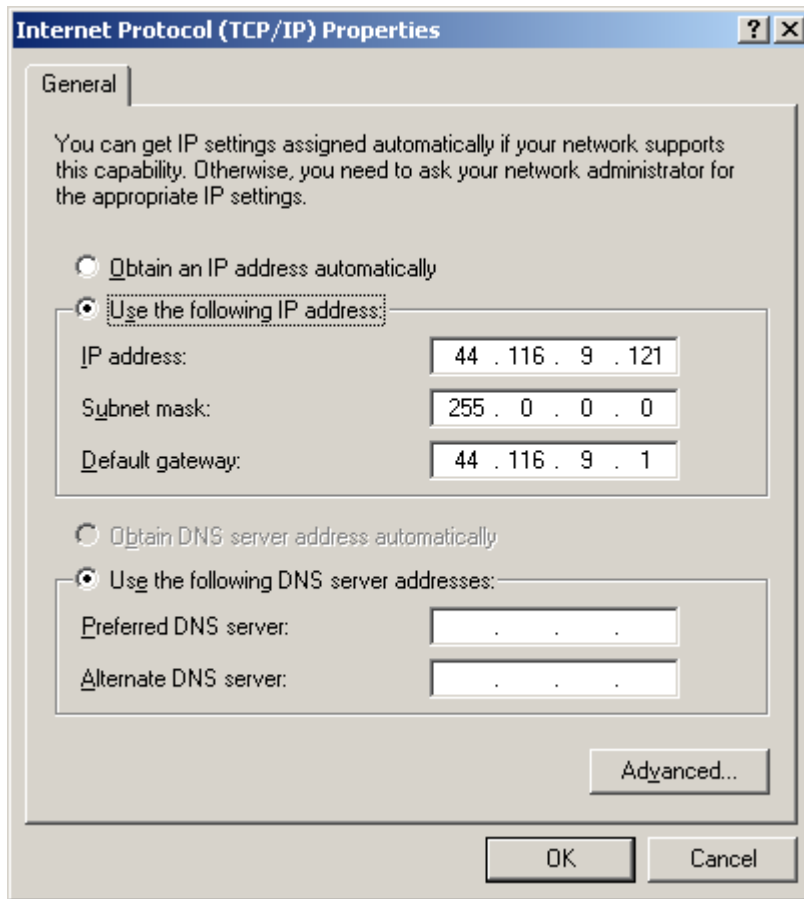 Internet Protocol (TCP/IP) Properties
General
You can get IP settings assigned automatically if your network supports
this capability. Otherwise, you need to ask your network administrator for
the appropriate IP settings.
Obtain an IP address automatically
Use the following IP address:
IP address: 44 . 116 . 9 . 121
Subnet mask: 255 . 0 . 0 . 0
Default gateway: 44 . 116 . 9 . 1
Obtain DNS server address automatically
Use the following DNS server addresses:
Preferred DNS server: . . .
Alternate DNS server: . . .
Advanced...
OK Cancel